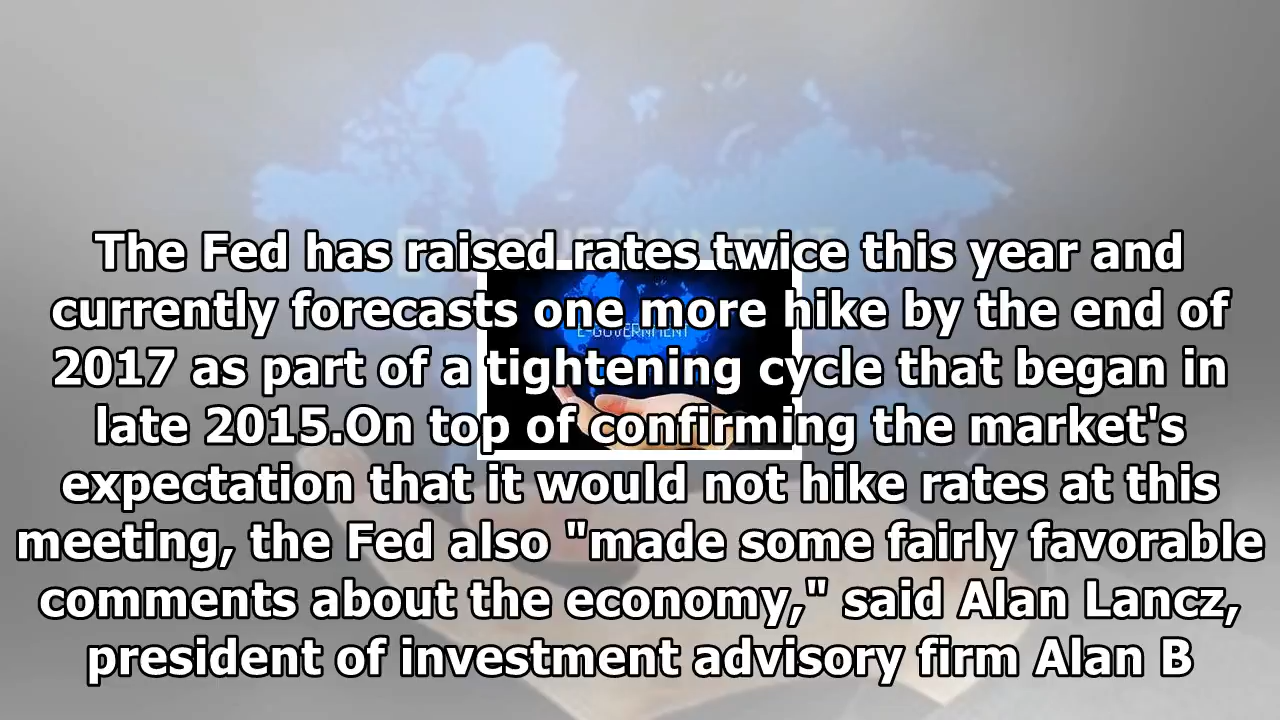 The Fed has raised rates twice this year and
currently forecasts one more hike by the end of
2017 as part of a tightening cycle that began in
late 2015.On top of confirming the market's
expectation that it would not hike rates at this
meeting, the Fed also "made some fairly favorable
comments about the economy," said Alan Lancz,
president of investment advisory firm Alan B
E-GOVERNMENT